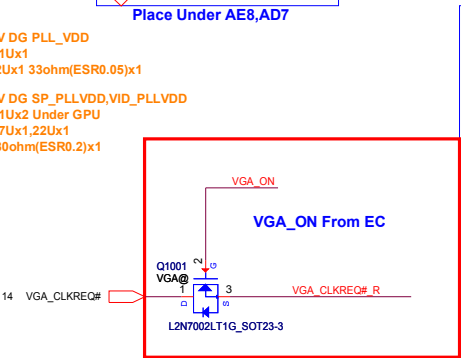 Place Under AE8,AD7
V DG PLL_VDD
1Ux1
2Ux1 33ohm(ESR0.05)x1
V DG SP_PLLVDD,VID_PLLVDD
1Ux2 Under GPU
7Ux1,22Ux1
30ohm(ESR0.2)x1
VGA_ON
VGA_ON From EC
Q1001
VGA@
2
G
1
3
D
S
14 VGA_CLKREQ#
VGA_CLKREQ#_R
L2N7002LT1G_SOT23-3